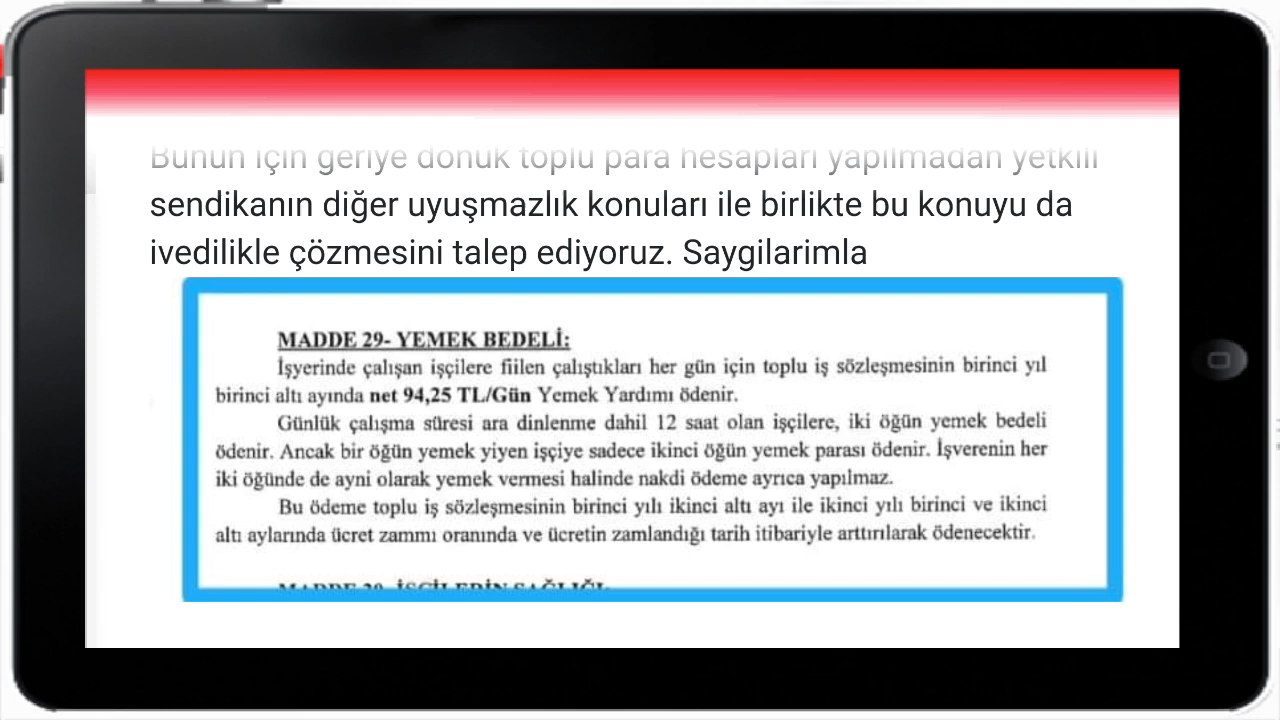 Bunun için geriye dönük toplu para hesapları yapılmadan yetkili
sendikanın diğer uyuşmazlık konuları ile birlikte bu konuyu da
ivedilikle çözmesini talep ediyoruz. Saygilarimla
MADDE 29- YEMEK BEDELİ:
İşyerinde çalışan işçilere fiilen çalıştıkları her gün için toplu iş sözleşmesinin birinci yıl
birinci altı ayında net 94,25 TL/Gün Yemek Yardımı ödenir.
Günlük çalışma süresi ara dinlenme dahil 12 saat olan işçilere, iki öğün yemek bedeli
ödenir. Ancak bir öğün yemek yiyen işçiye sadece ikinci öğün yemek parası ödenir. İşverenin her
iki öğünde de ayni olarak yemek vermesi halinde nakdi ödeme ayrıca yapılmaz.
Bu ödeme toplu iş sözleşmesinin birinci yılı ikinci altı ayı ile ikinci yılı birinci ve ikinci
altı aylarında ücret zammı oranında ve ücretin zamlandığı tarih itibariyle arttırılarak ödenecektir.